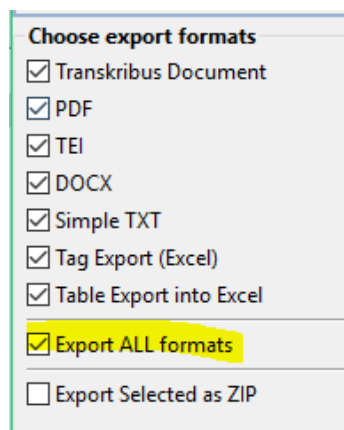 Choose export formats
Transkribus Document
PDF
TEI
DOCX
Simple TXT
Tag Export (Excel)
Table Export into Excel
Export ALL formats
Export Selected as ZIP